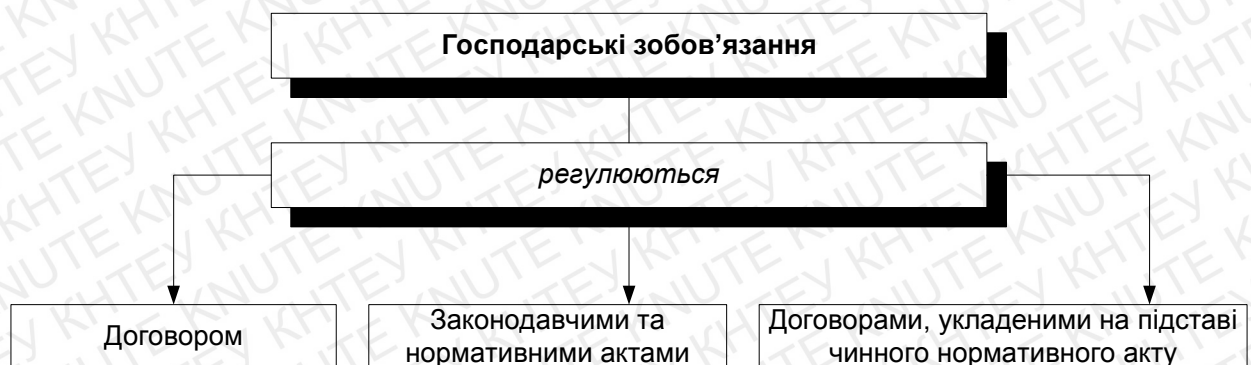 Господарські зобов’язання
регулюються
Договором
Законодавчими та
нормативними актами
Договорами, укладеними на підставі
чинного нормативного акту